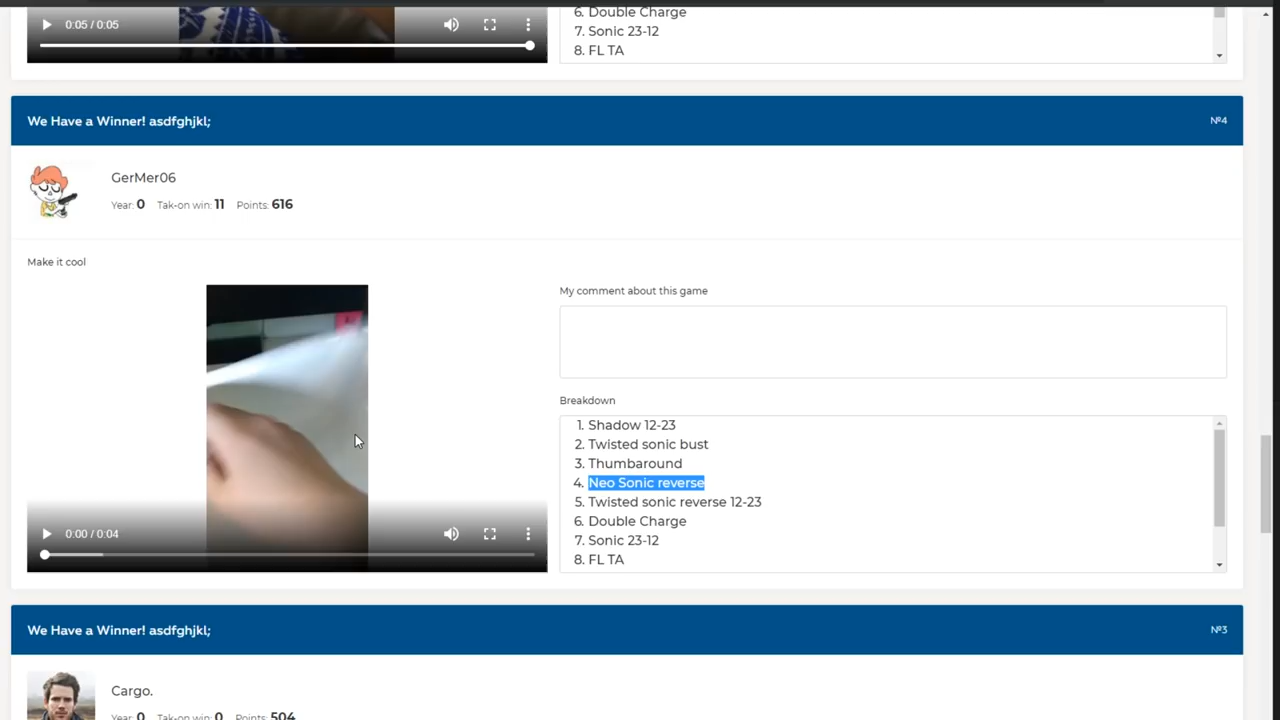 0:05 / 0:05
6. Double Charge
7. Sonic 23-12
8. FL TA
We Have a Winner! asdfghjkl;
№4
GerMer06
Year: 0 Tak-on win: 11 Points: 616
Make it cool
My comment about this game
Breakdown
1. Shadow 12-23
2. Twisted sonic bust
3. Thumbaround
4. Neo Sonic reverse
5. Twisted sonic reverse 12-23
6. Double Charge
7. Sonic 23-12
8. FL TA
0:00 / 0:04
We Have a Winner! asdfghjkl;
№3
Cargo.
Year: 0 Tak-on win: 0 Points: 504